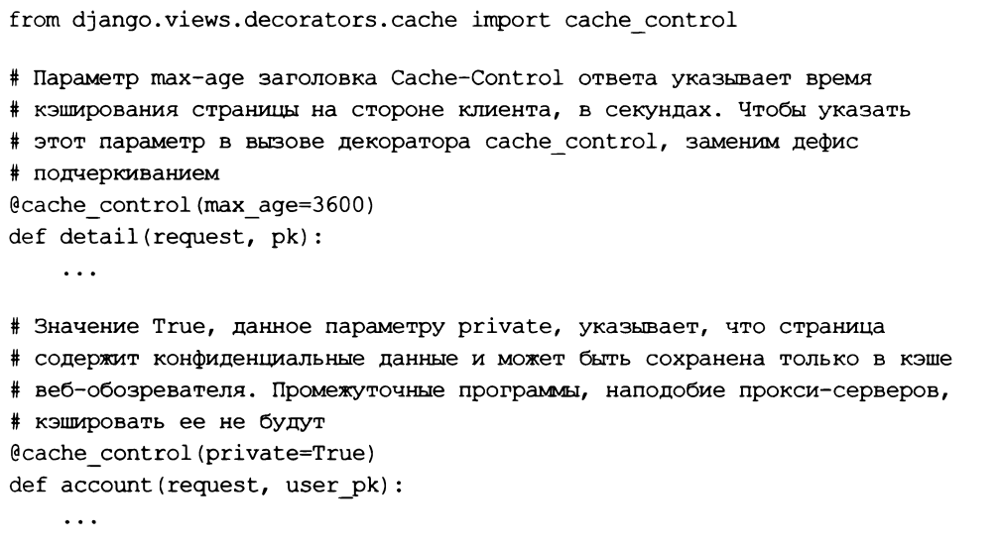 from django.views.decorators.cache import cache_control
# Параметр max-age заголовка Cache-Control ответа указывает время
# кэширования страницы на стороне клиента, в секундах. Чтобы указать
# этот параметр в вызове декоратора cache_control, заменим дефис
# подчеркиванием
@cache_control(max_age=3600)
def detail(request, pk):
    ...
# Значение True, данное параметру private, указывает, что страница
# содержит конфиденциальные данные и может быть сохранена только в кэше
# веб-обозревателя. Промежуточные программы, наподобие прокси-серверов,
# кэшировать ее не будут
@cache_control(private=True)
def account(request, user_pk):
    ...